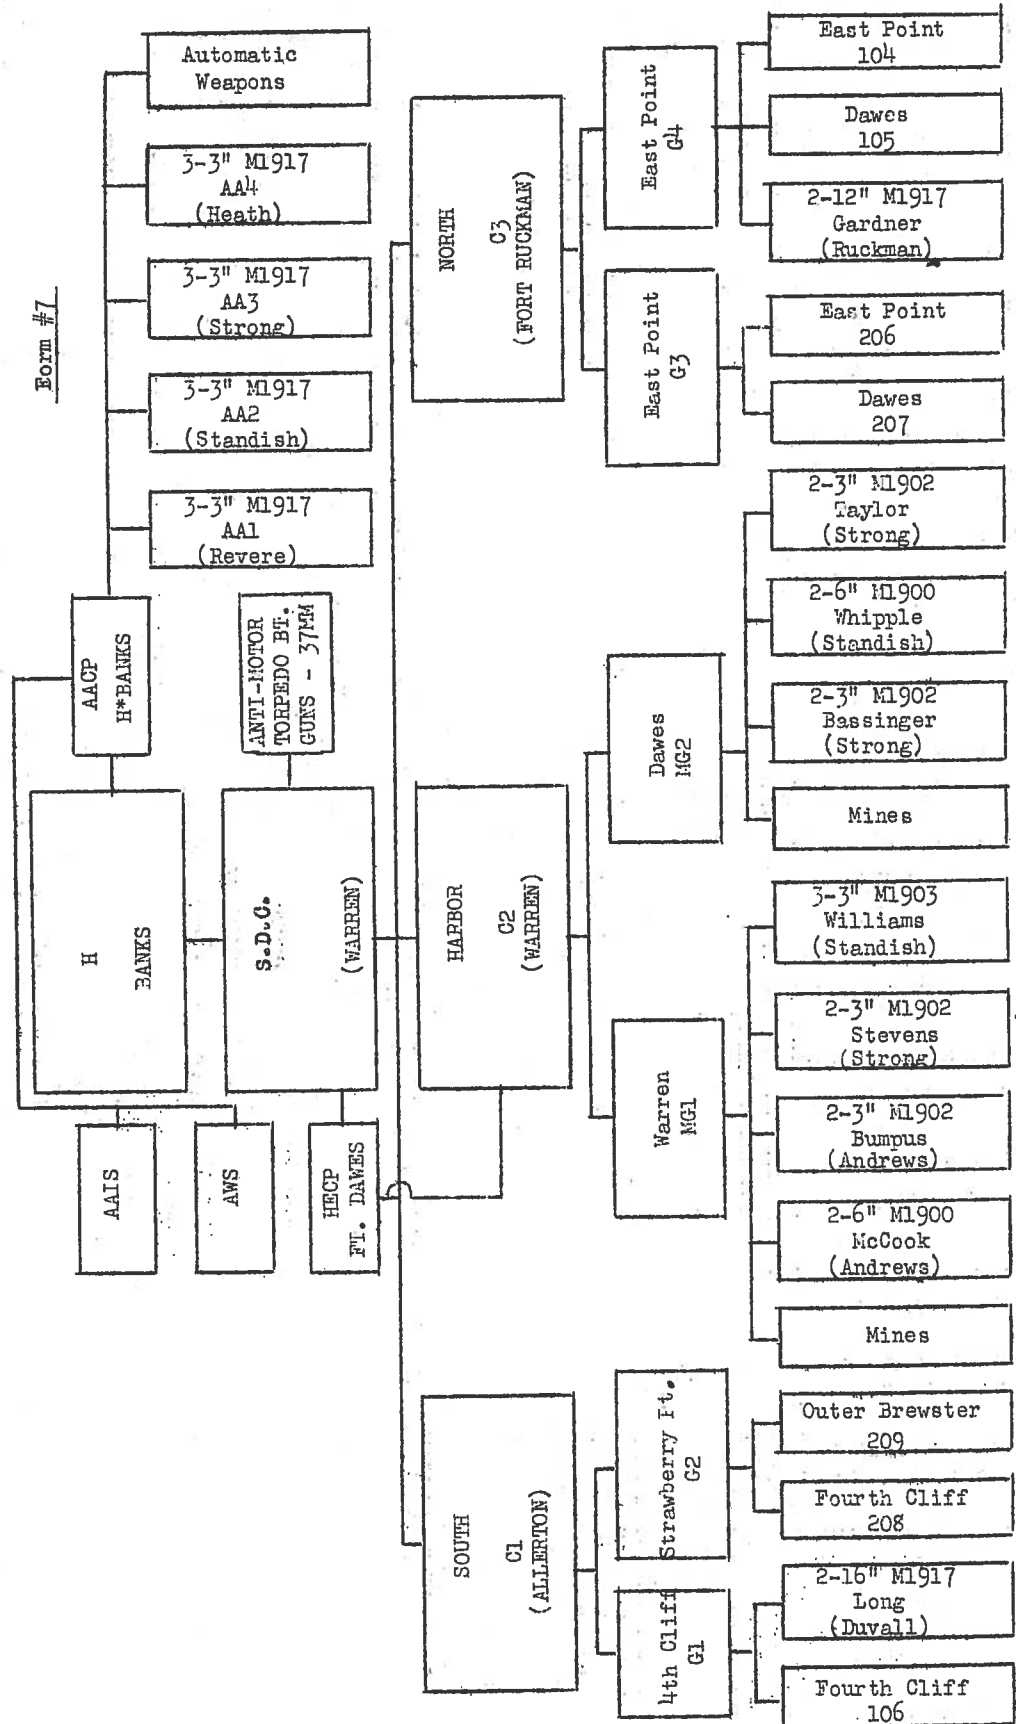 Form #7
Automatic
Weapons
3-3" M1917
AA4
(Heath)
3-3" M1917
AA3
(Strong)
3-3" M1917
AA2
(Standish)
3-3" M1917
AA1
(Revere)
AACP
H*BANKS
ANTI-MOTOR
TORPEDO BT.
GUNS - 37MM
H
BANKS
S.D.C.
(WARREN)
AAIS
AWS
HECP
FT. DAWES
NORTH
C3
(FORT RUCKMAN)
HARBOR
C2
(WARREN)
SOUTH
C1
(ALLERTON)
East Point
G4
East Point
G3
Dawes
MG2
Warren
MG1
Strawberry Pt.
G2
4th Cliff
G1
East Point
104
Dawes
105
2-12" M1917
Gardner
(Ruckman)
East Point
206
Dawes
207
2-3" M1902
Taylor
(Strong)
2-6" M1900
Whipple
(Standish)
2-3" M1902
Bassinger
(Strong)
Mines
3-3" M1903
Williams
(Standish)
2-3" M1902
Stevens
(Strong)
2-3" M1902
Bumpus
(Andrews)
2-6" M1900
McCook
(Andrews)
Mines
Outer Brewster
209
Fourth Cliff
208
2-16" M1917
Long
(Duvall)
Fourth Cliff
106